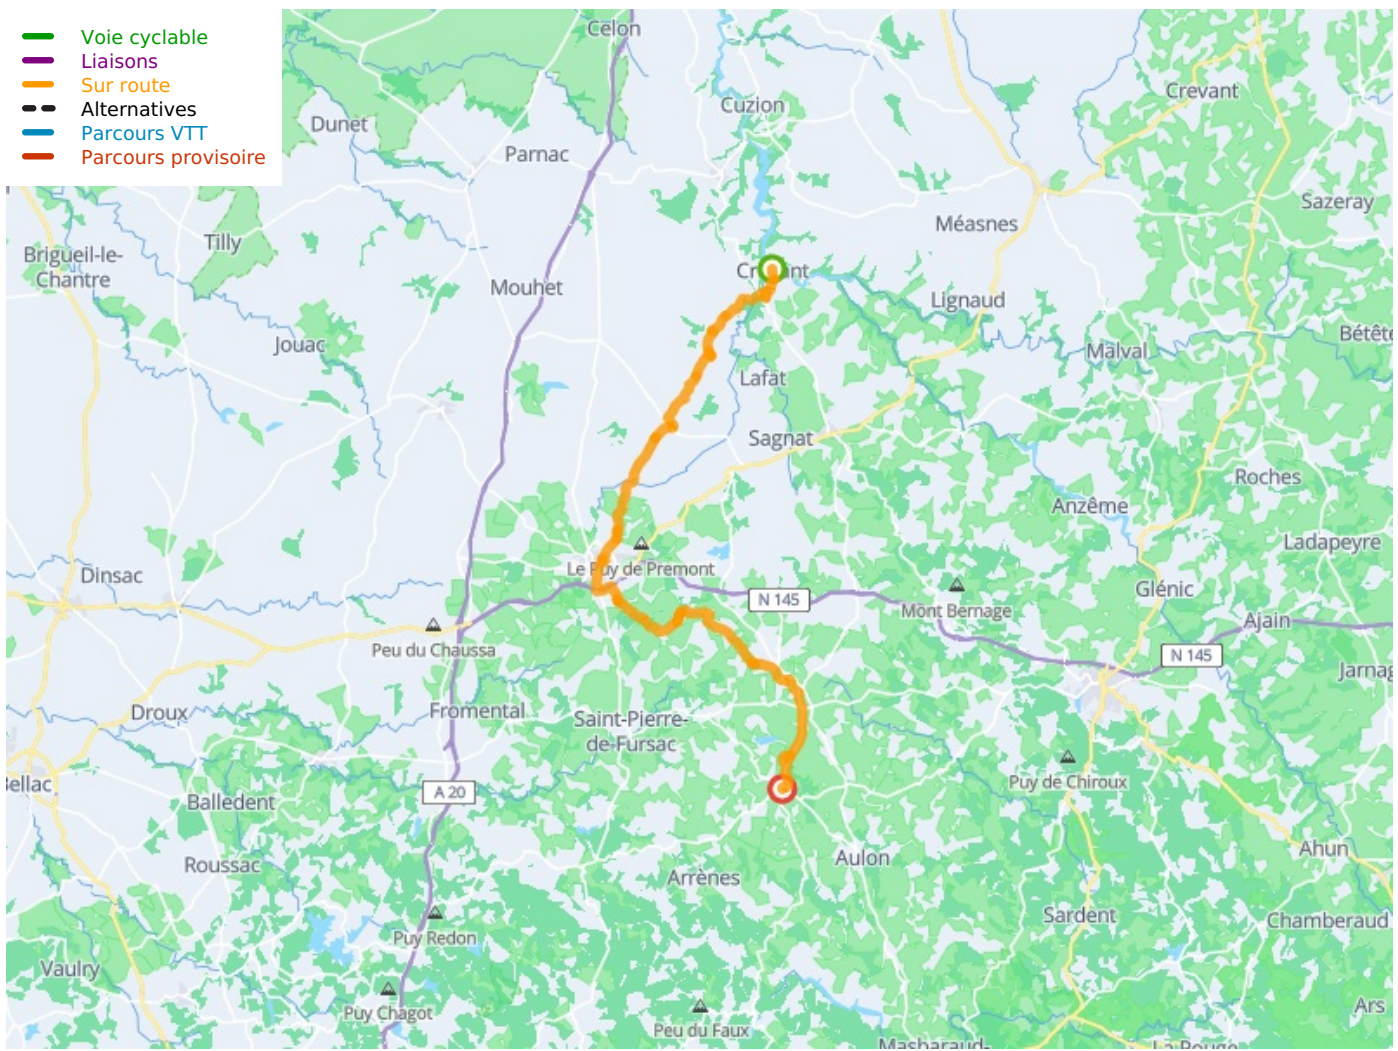 Voie cyclable
Liaisons
Sur route
Alternatives
Parcours VTT
Parcours provisoire
Celon
Crevant
Cuzion
Dunet
Parnac
Sazeray
Méasnes
Tilly
Brigueil-le-
Chantre
Mouhet
Lignaud
Jouac
Bétête
Malval
Lafat
Sagnat
Roches
Anzême
Ladapeyre
Le Puy de Premont
Dinsac
Glénic
N 145
Mont Bernage
Ajain
Peu du Chaussa
N 145
Jarnag
Droux
Fromental
Saint-Pierre-
de-Fursac
Bellac
Puy de Chiroux
A 20
Balledent
Ahun
Aulon
Roussac
Arrènes
Sardent
Chamberaud
Puy Redon
Vaulry
Ars
Puy Chagot
Peu du Faux
Masbaraud-
La Pouge